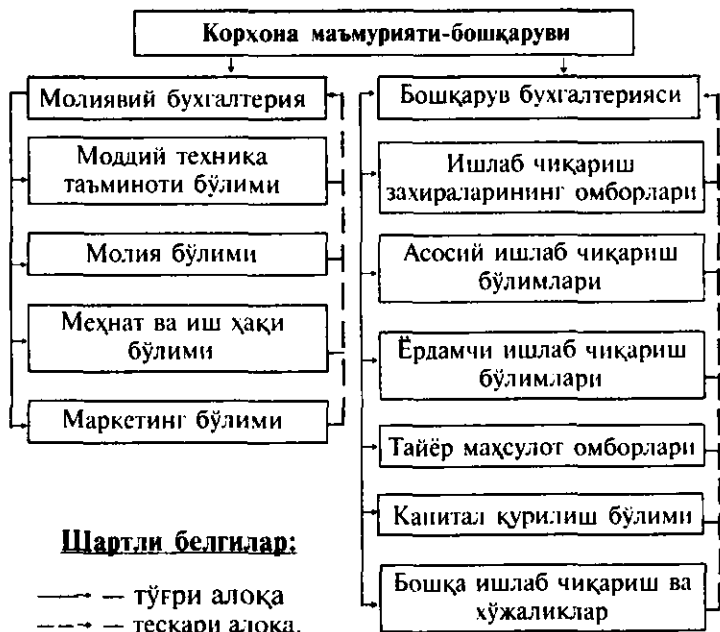 Корхона маъмурияти-бошқаруви
Молиявий бухгалтерия
Моддий техника
таъминоти бўлими
Молия бўлими
Меҳнат ва иш ҳақи
бўлими
Маркетинг бўлими
Бошқарув бухгалтерияси
Ишлаб чиқариш
захираларининг омборлари
Асосий ишлаб чиқариш
бўлимлари
Ёрдамчи ишлаб чиқариш
бўлимлари
Тайёр маҳсулот омборлари
Капитал қурилиш бўлими
Бошқа ишлаб чиқариш ва
хўжаликлар
Шартли белгилар:
— тўғри алоқа
— тескари алоқа.